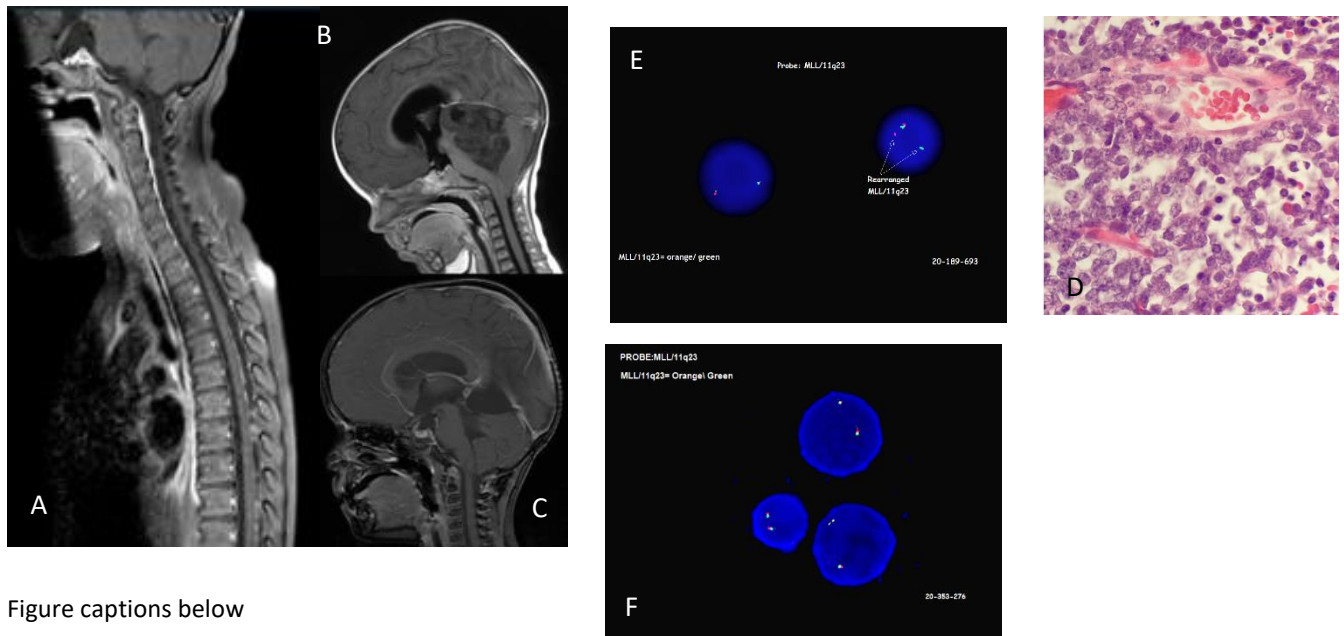 A
B
C
Figure captions below
E
Probe: MLL/11q23
Rearranged
MLL/11q23
MLL/11q23= orange/ green
20-189-693
D
PROBE:MLL/11q23
MLL/11q23= Orange\ Green
F
20-353-276